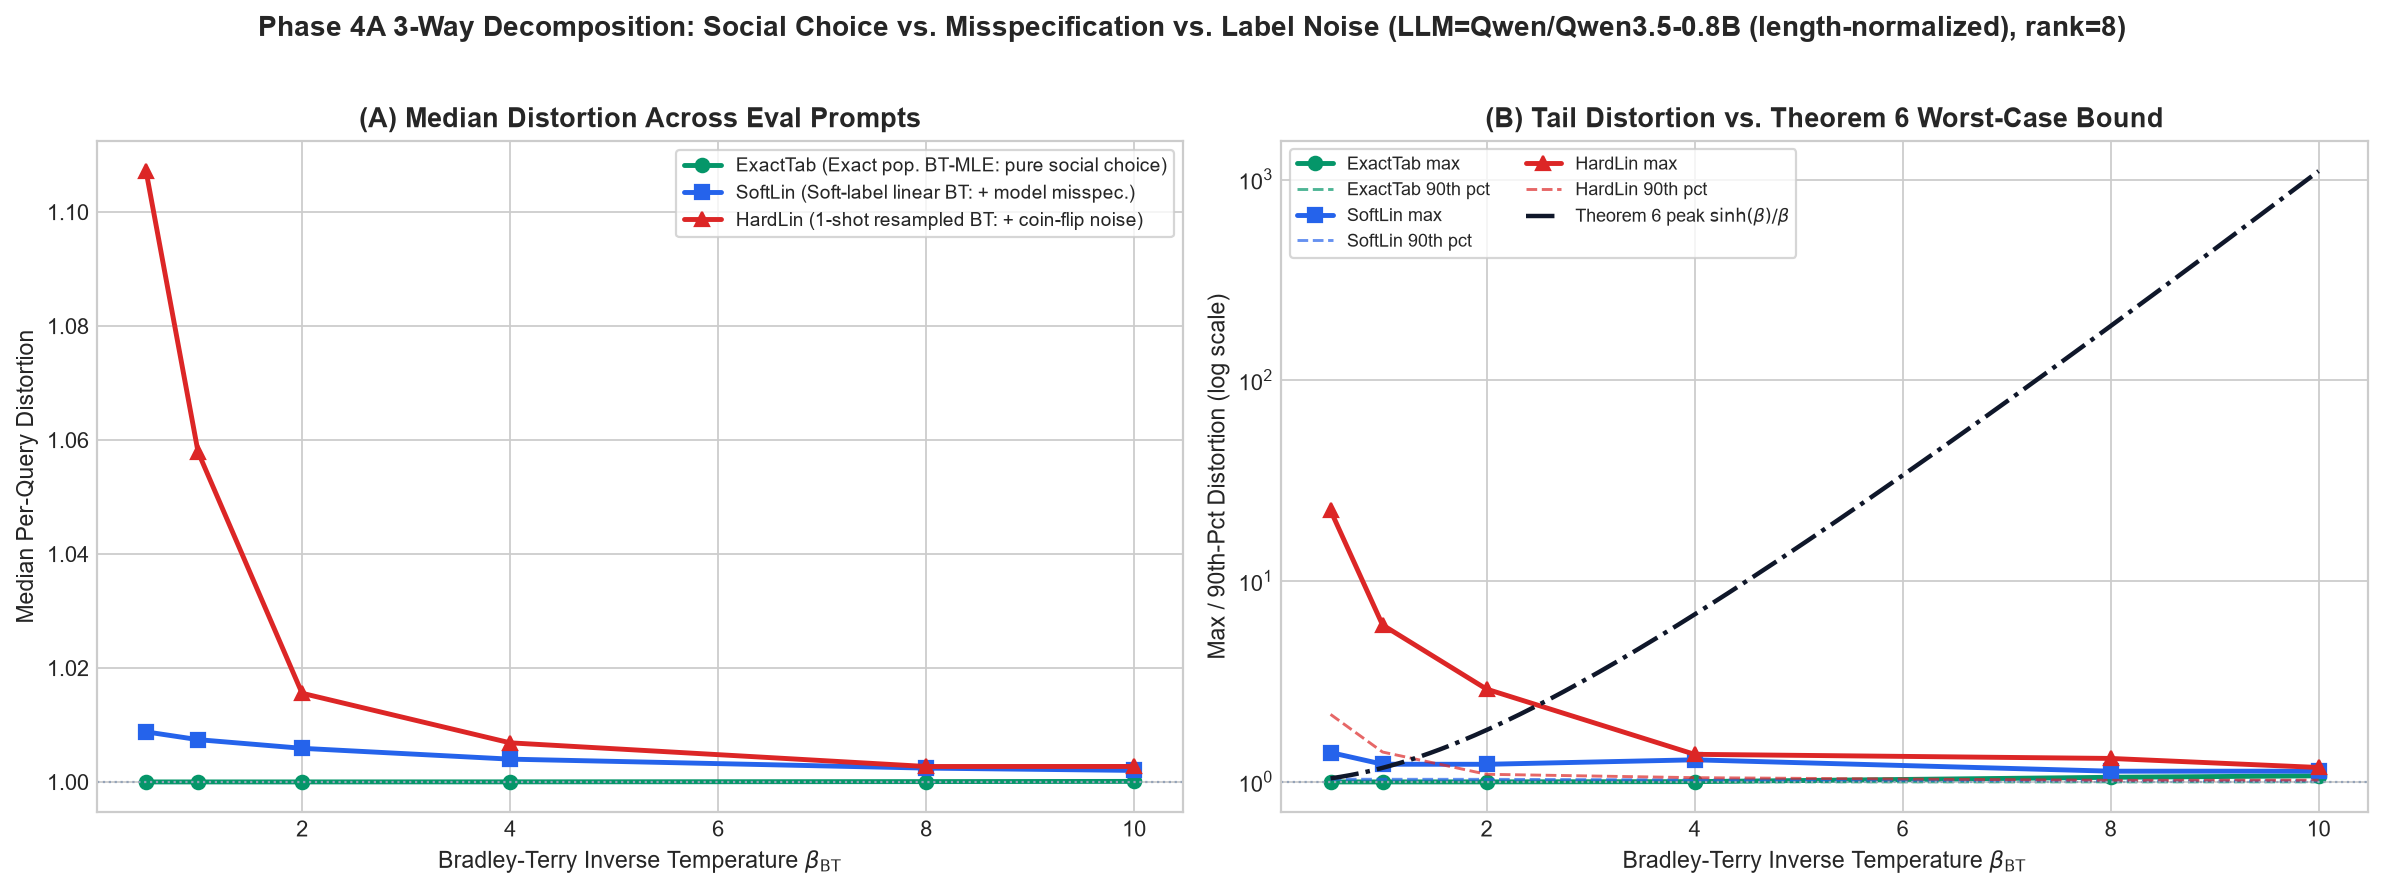 Phase 4A 3-Way Decomposition: Social Choice vs. Misspecification vs. Label Noise (LLM=Qwen/Qwen3.5-0.8B (length-normalized), rank=8)
(A) Median Distortion Across Eval Prompts
ExactTab (Exact pop. BT-MLE: pure social choice)
SoftLin (Soft-label linear BT: + model misspec.)
HardLin (1-shot resampled BT: + coin-flip noise)
Median Per-Query Distortion
1.10
1.08
1.06
1.04
1.02
1.00
2 4 6 8 10
Bradley-Terry Inverse Temperature β_BT
(B) Tail Distortion vs. Theorem 6 Worst-Case Bound
ExactTab max
ExactTab 90th pct
SoftLin max
SoftLin 90th pct
HardLin max
HardLin 90th pct
Theorem 6 peak sinh(β)/β
Max / 90th-Pct Distortion (log scale)
10³
10²
10¹
10⁰
2 4 6 8 10
Bradley-Terry Inverse Temperature β_BT